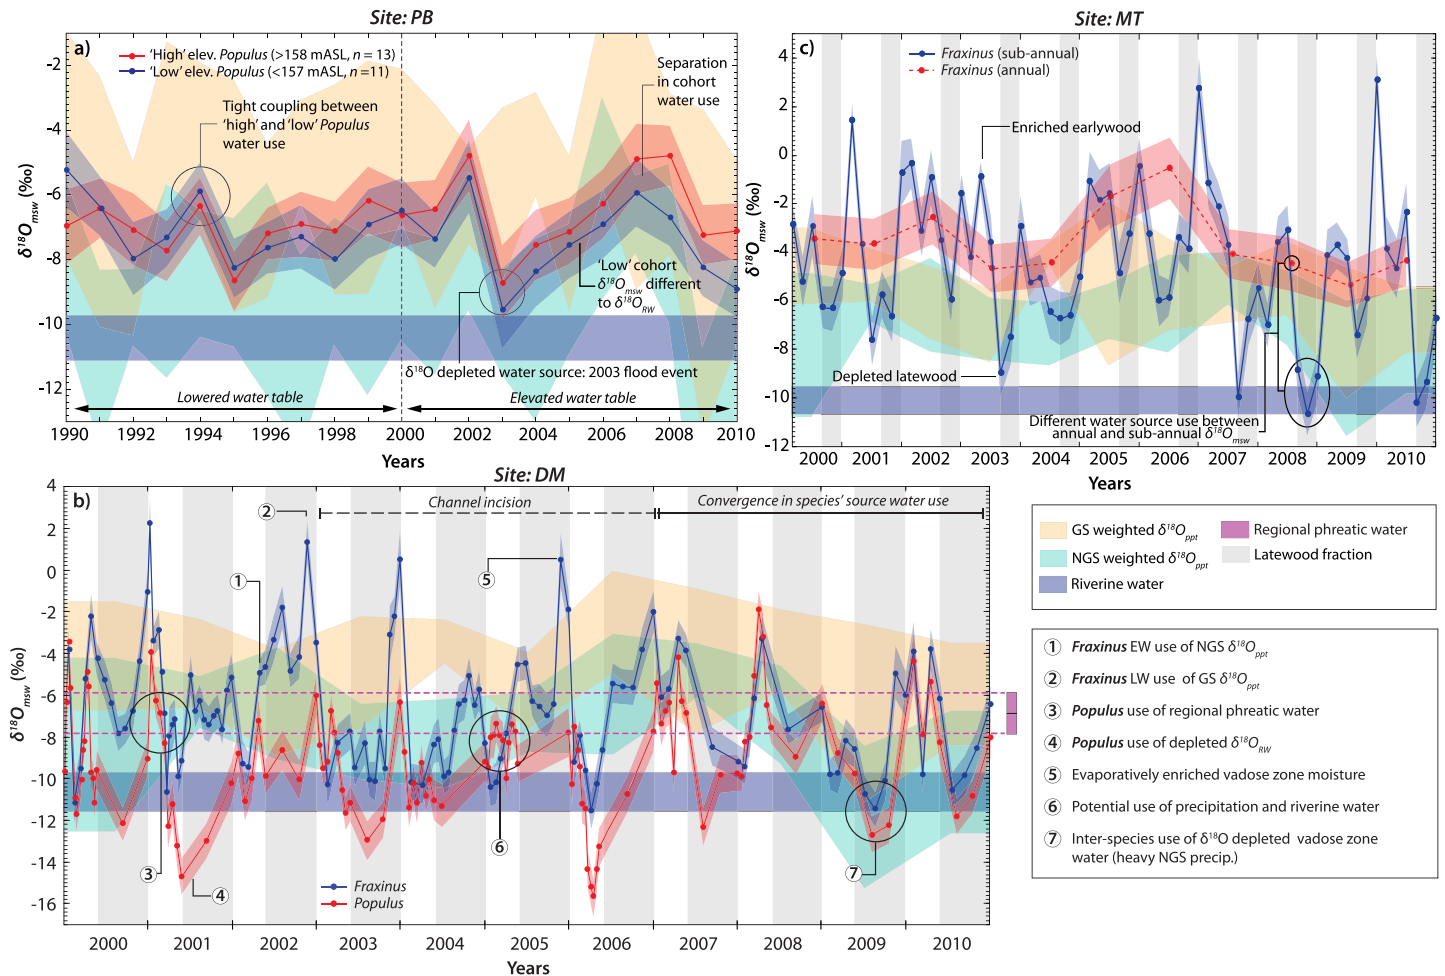 Site: PB
a)
'High' elev. Populus (>158 mASL, n = 13)
'Low' elev. Populus (<157 mASL, n =11)
Tight coupling between
'high' and 'low' Populus
water use
Separation
in cohort
water use
'Low' cohort
δ18Omsw different
to δ18ORW
δ18O depleted water source: 2003 flood event
Lowered water table
Elevated water table
-2
-4
-6
-8
-10
-12
δ18Omsw (‰)
1990 1992 1994 1996 1998 2000 2002 2004 2006 2008 2010
Years
Site: MT
c)
Fraxinus (sub-annual)
Fraxinus (annual)
Enriched earlywood
Depleted latewood
Different water source use between
annual and sub-annual δ18Omsw
4
2
0
-2
-4
-6
-8
-10
-12
δ18Omsw (‰)
2000 2001 2002 2003 2004 2005 2006 2007 2008 2009 2010
Years
Site: DM
b)
Channel incision
Convergence in species' source water use
1
2
3
4
5
6
7
Fraxinus
Populus
4
2
0
-2
-4
-6
-8
-10
-12
-14
-16
δ18Omsw (‰)
2000 2001 2002 2003 2004 2005 2006 2007 2008 2009 2010
Years
GS weighted δ18Oppt
NGS weighted δ18Oppt
Riverine water
Regional phreatic water
Latewood fraction
1 Fraxinus EW use of NGS δ18Oppt
2 Fraxinus LW use of GS δ18Oppt
3 Populus use of regional phreatic water
4 Populus use of depleted δ18ORW
5 Evaporatively enriched vadose zone moisture
6 Potential use of precipitation and riverine water
7 Inter-species use of δ18O depleted vadose zone
water (heavy NGS precip.)